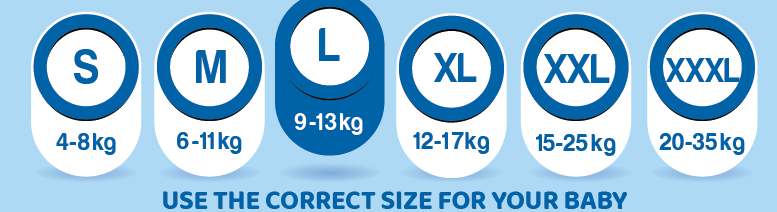 S M L XL XXL XXXL
4-8kg 6-11kg 9-13kg 12-17kg 15-25kg 20-35kg
USE THE CORRECT SIZE FOR YOUR BABY